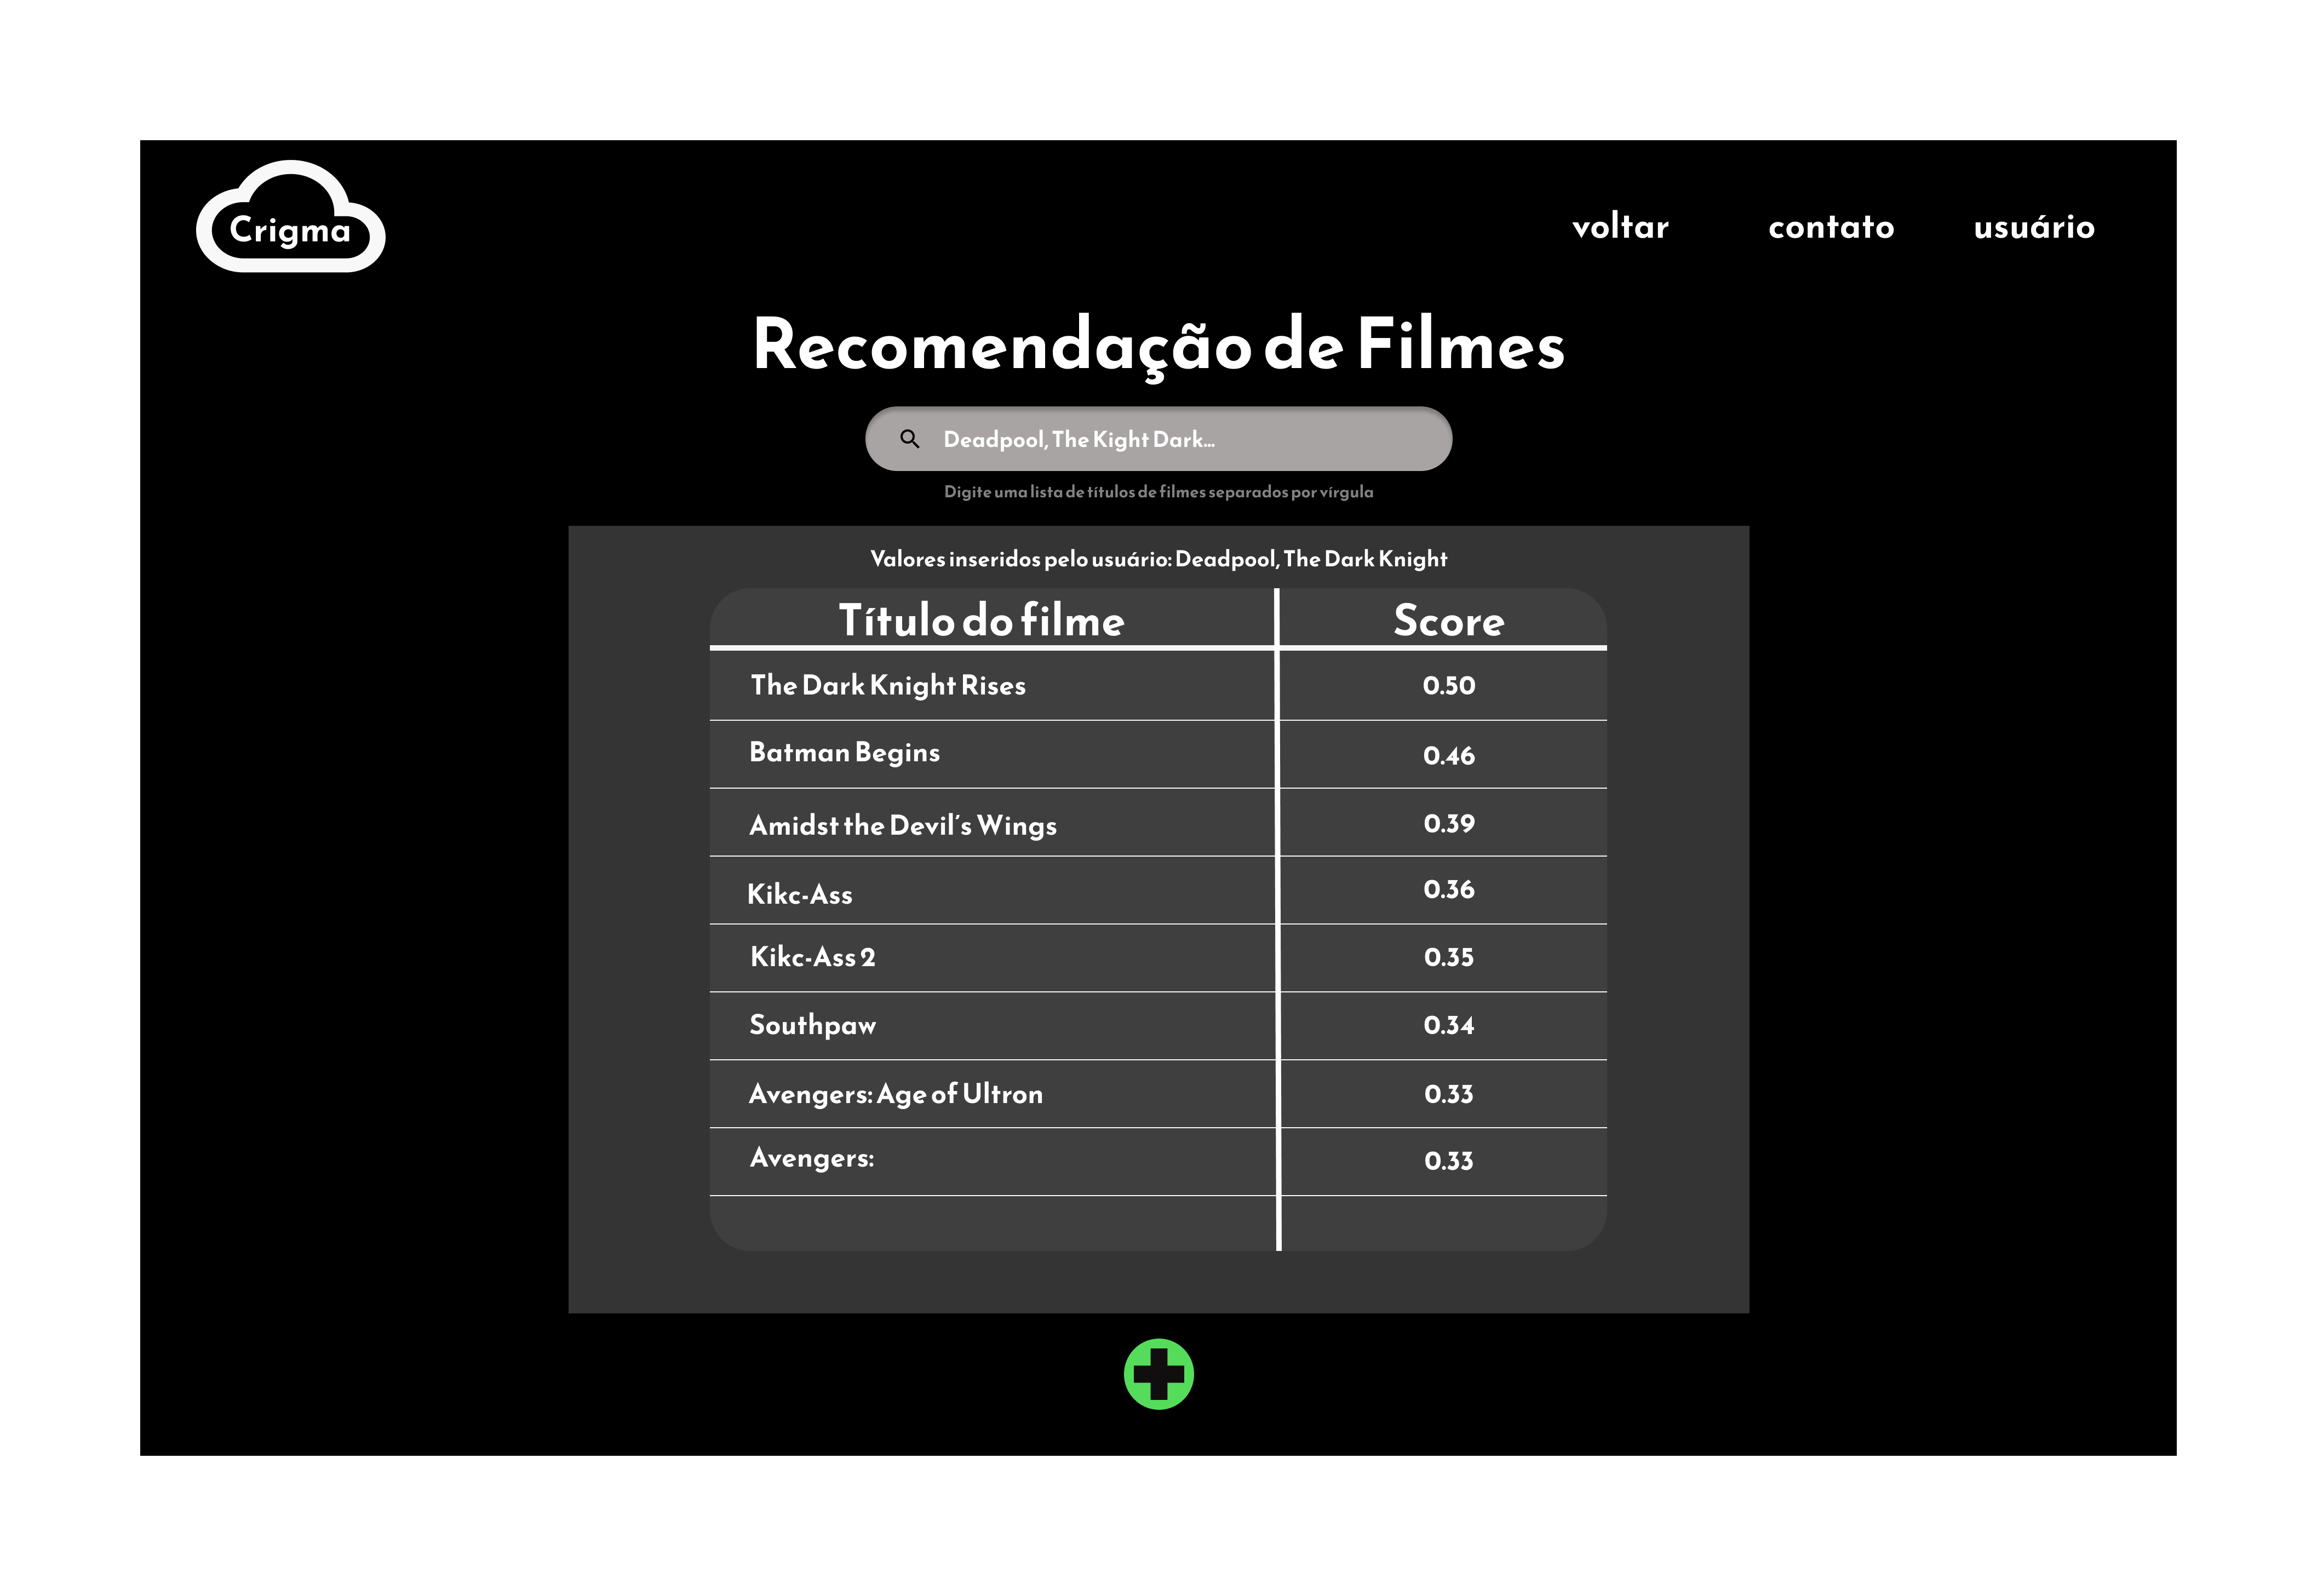 Crigma
voltar contato usuário
Recomendação de Filmes
Deadpool, The Kight Dark...
Digite uma lista de títulos de filmes separados por vírgula
Valores inseridos pelo usuário: Deadpool, The Dark Knight
Título do filme Score
The Dark Knight Rises 0.50
Batman Begins 0.46
Amidst the Devil's Wings 0.39
Kikc-Ass 0.36
Kikc-Ass 2 0.35
Southpaw 0.34
Avengers: Age of Ultron 0.33
Avengers: 0.33